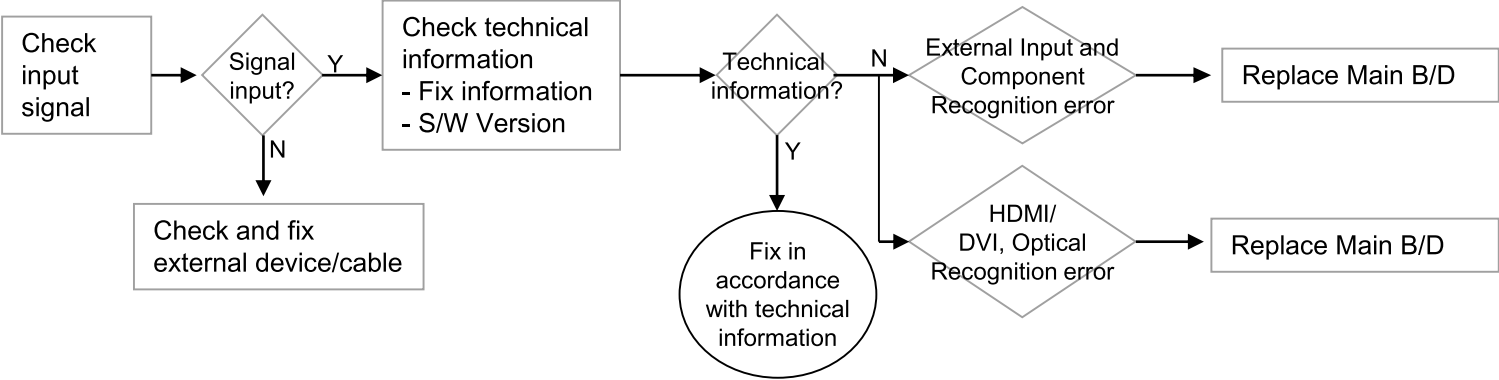 Check
input
signal
Signal
input?
Y
N
Check and fix
external device/cable
Check technical
information
- Fix information
- S/W Version
Technical
information?
Y
Fix in
accordance
with technical
information
N
External Input and
Component
Recognition error
Replace Main B/D
HDMI/
DVI, Optical
Recognition error
Replace Main B/D